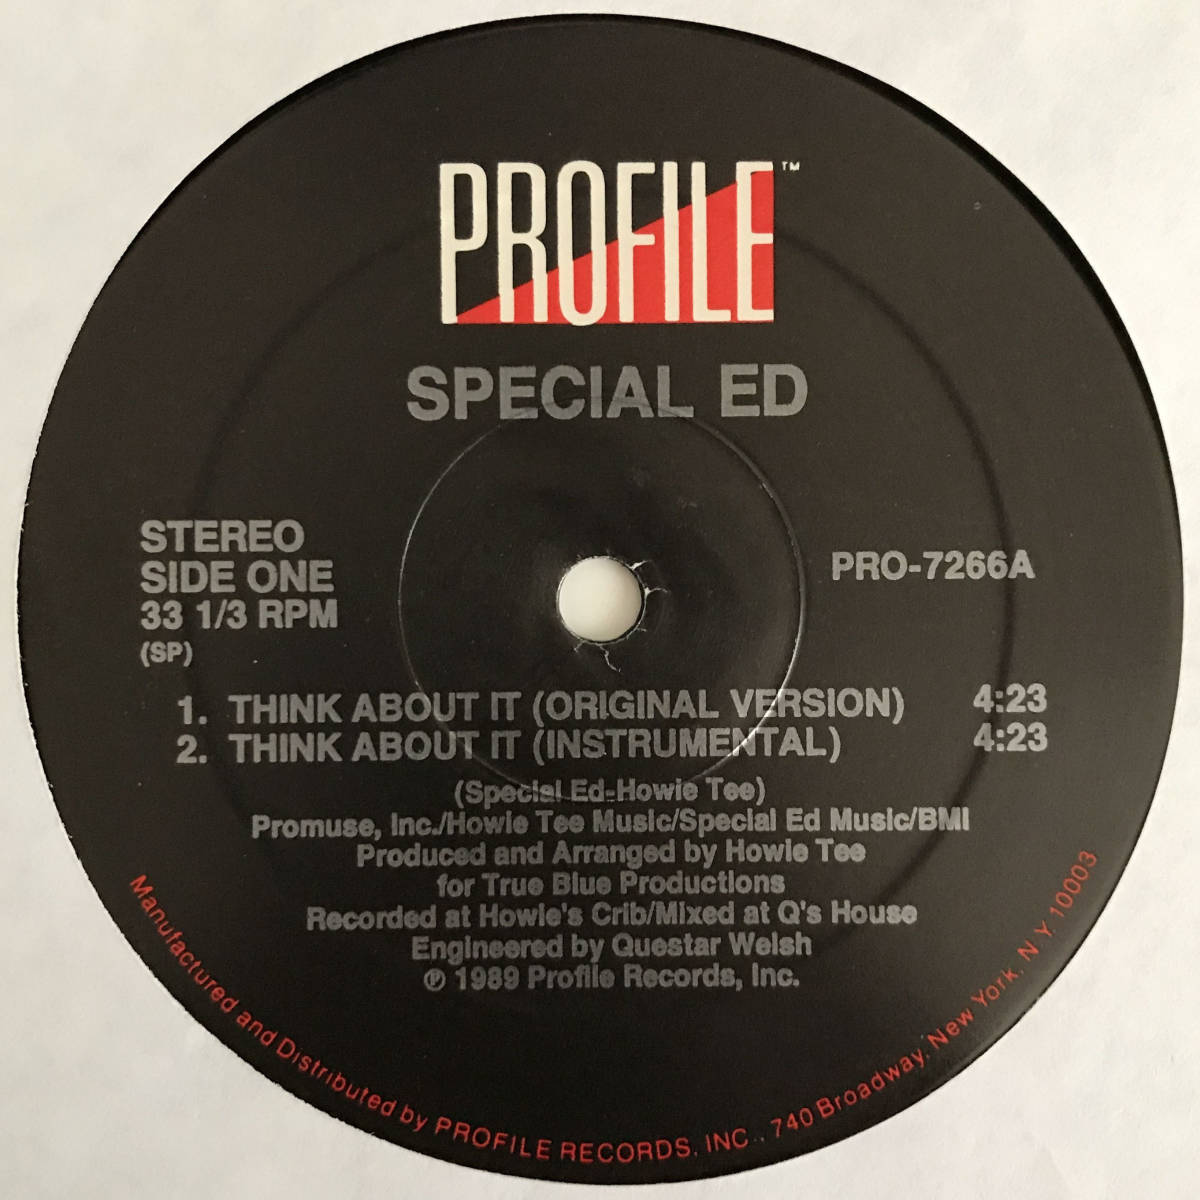 PROFILE™
SPECIAL ED
STEREO
SIDE ONE
33 1/3 RPM
(SP)
PRO-7266A
1. THINK ABOUT IT (ORIGINAL VERSION) 4:23
2. THINK ABOUT IT (INSTRUMENTAL) 4:23
(Special Ed-Howie Tee)
Promuse, Inc./Howie Tee Music/Special Ed Music/BMI
Produced and Arranged by Howie Tee
for True Blue Productions
Recorded at Howie's Crib/Mixed at Q's House
Engineered by Questar Welsh
℗ 1989 Profile Records, Inc.
Manufactured and Distributed by PROFILE RECORDS, INC., 740 Broadway, New York, N.Y. 10003